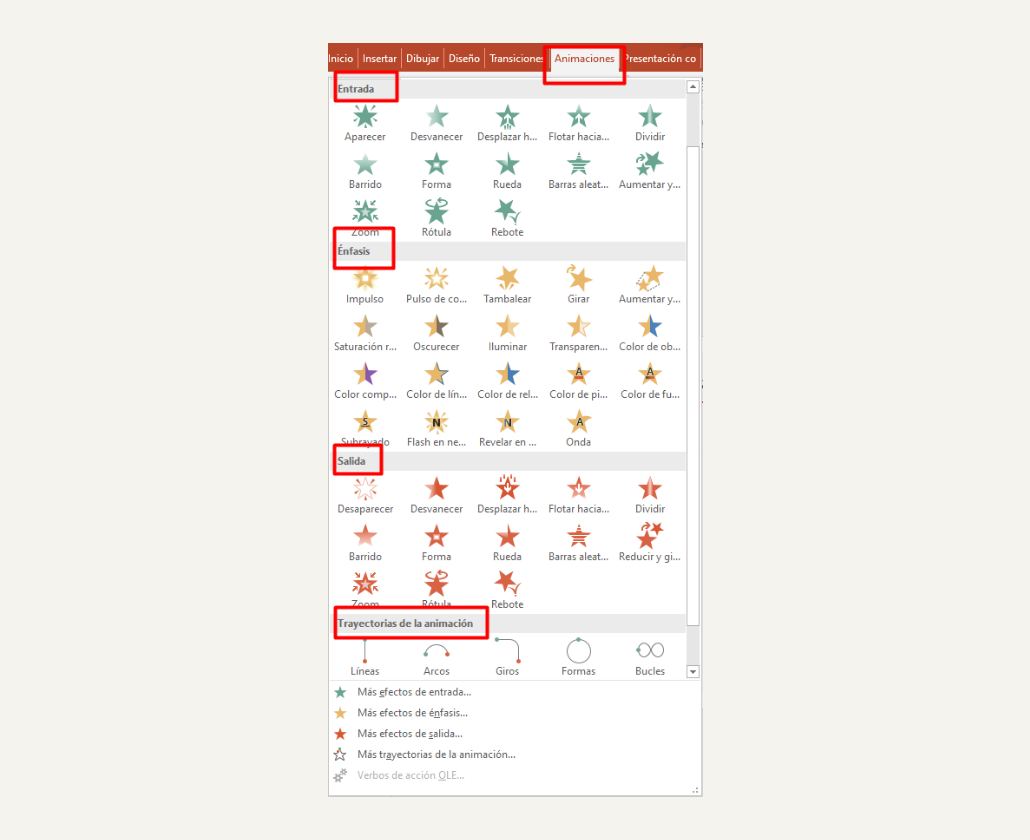 Inicio Insertar Dibujar Diseño Transiciones Animaciones Presentación co
Entrada
Aparecer Desvanecer Desplazar h... Flotar hacia... Dividir
Barrido Forma Rueda Barras aleat... Aumentar y...
Zoom Rótula Rebote
Énfasis
Impulso Pulso de co... Tambalear Girar Aumentar y...
Saturación r... Oscurecer Iluminar Transparen... Color de ob...
Color comp... Color de lín... Color de rel... Color de pi... Color de fu...
Subrayado Flash en ne... Revelar en ... Onda
Salida
Desaparecer Desvanecer Desplazar h... Flotar hacia... Dividir
Barrido Forma Rueda Barras aleat... Reducir y gi...
Zoom Rótula Rebote
Trayectorias de la animación
Líneas Arcos Giros Formas Bucles
Más efectos de entrada...
Más efectos de énfasis...
Más efectos de salida...
Más trayectorias de la animación...
Verbos de acción OLE...